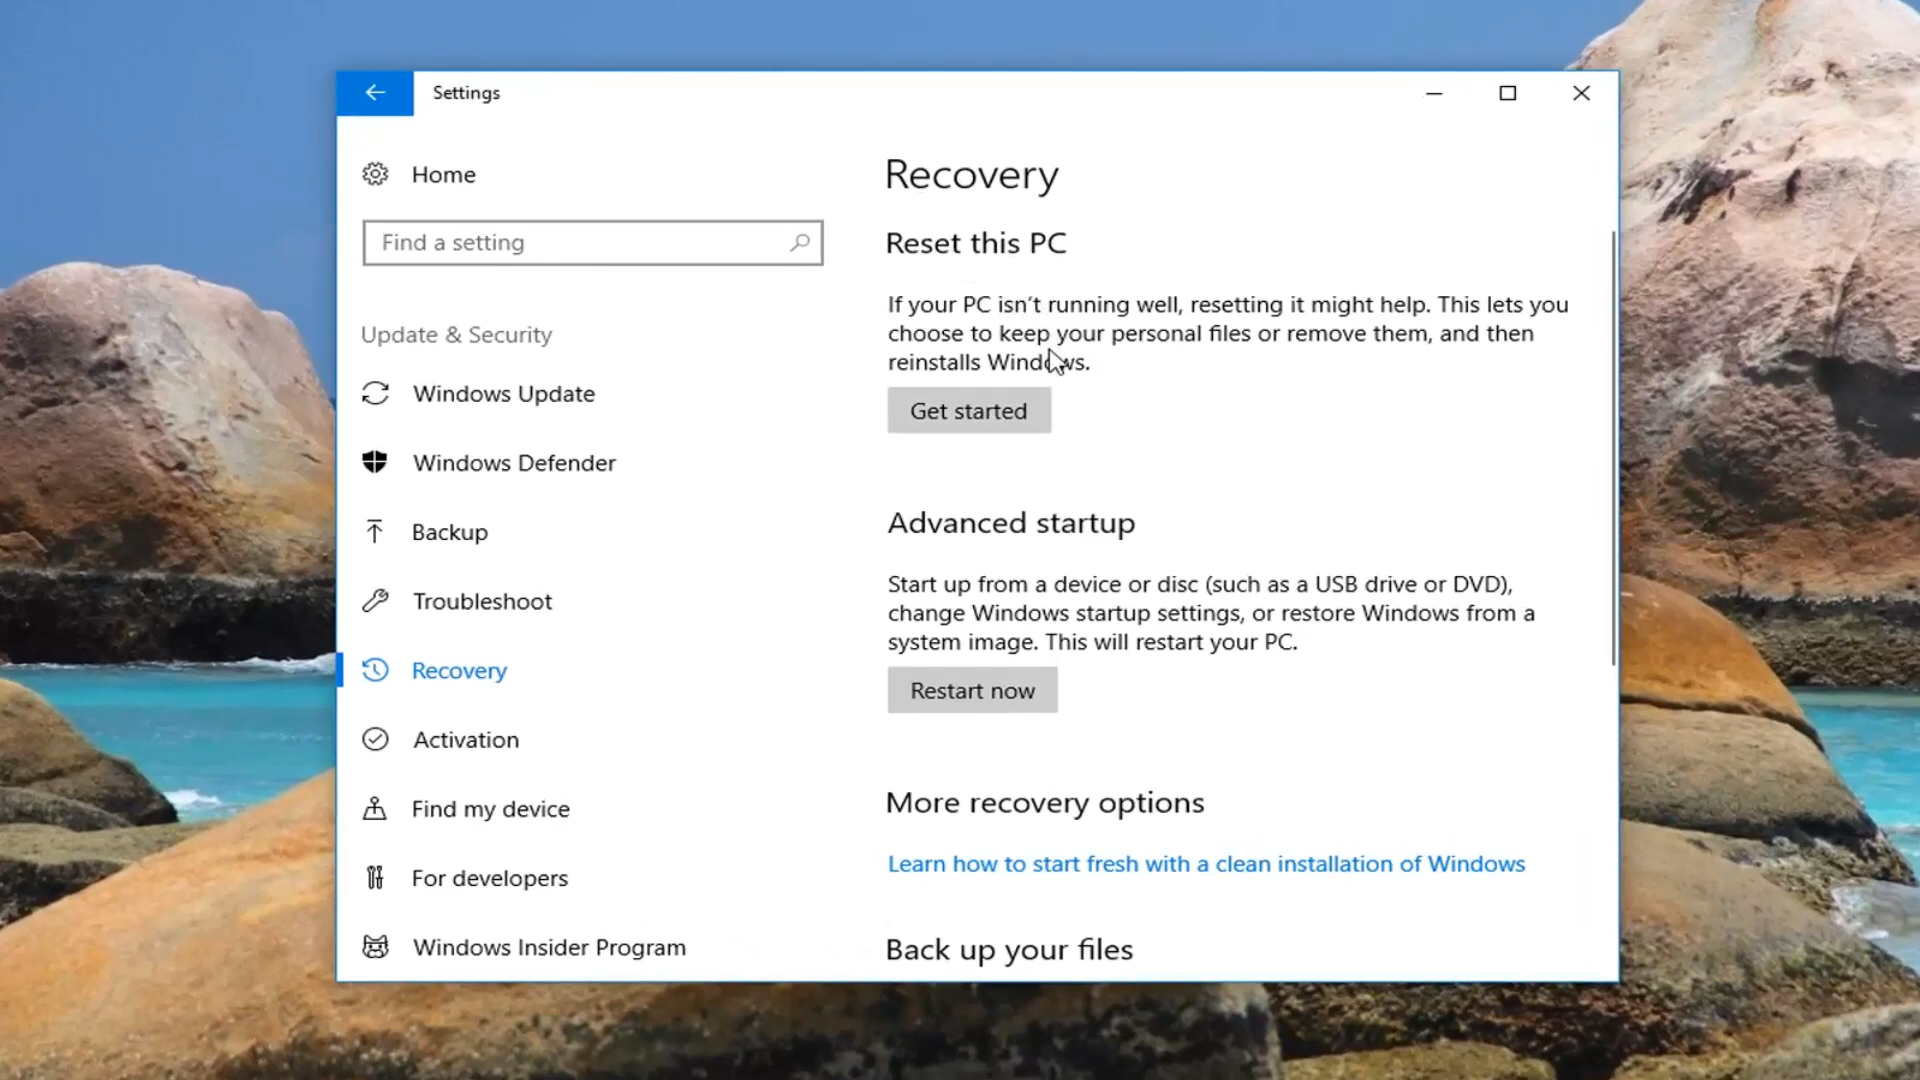 Settings
Home
Find a setting
Update & Security
Windows Update
Windows Defender
Backup
Troubleshoot
Recovery
Activation
Find my device
For developers
Windows Insider Program
Recovery
Reset this PC
If your PC isn't running well, resetting it might help. This lets you
choose to keep your personal files or remove them, and then
reinstalls Windows.
Get started
Advanced startup
Start up from a device or disc (such as a USB drive or DVD),
change Windows startup settings, or restore Windows from a
system image. This will restart your PC.
Restart now
More recovery options
Learn how to start fresh with a clean installation of Windows
Back up your files